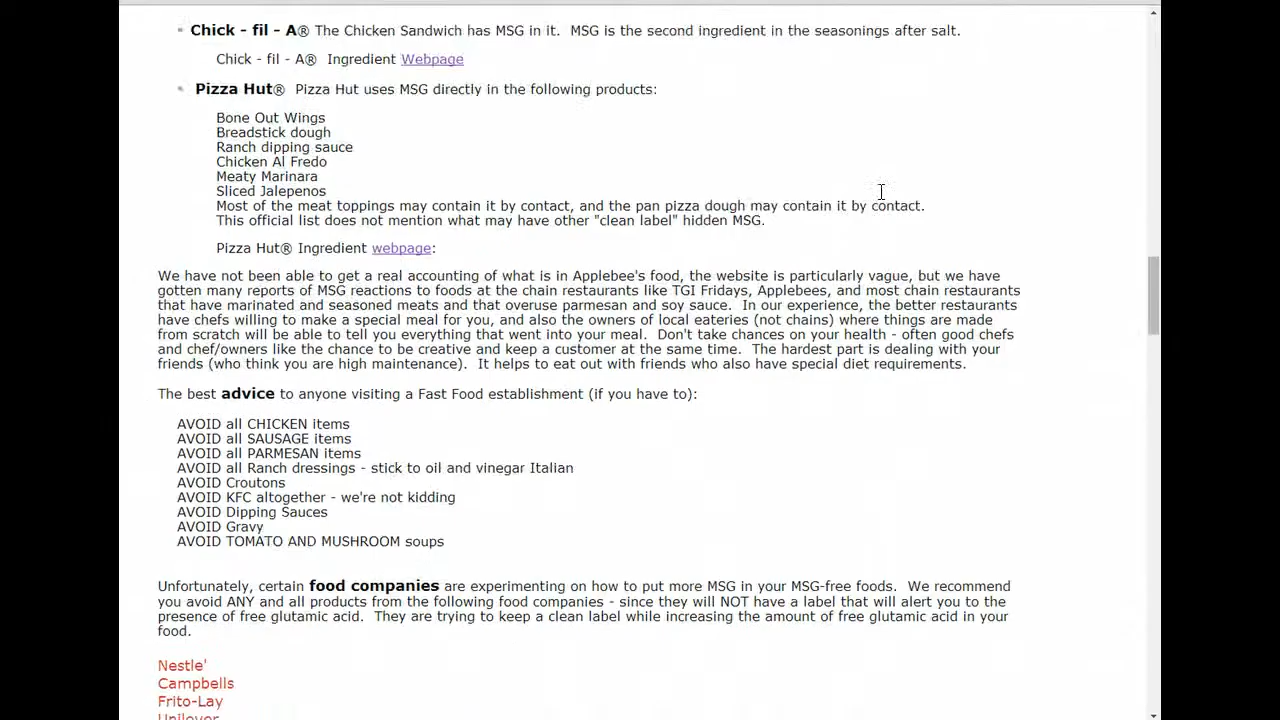 Chick - fil - A® The Chicken Sandwich has MSG in it.  MSG is the second ingredient in the seasonings after salt.
Chick - fil - A®  Ingredient Webpage
Pizza Hut®  Pizza Hut uses MSG directly in the following products:
Bone Out Wings
Breadstick dough
Ranch dipping sauce
Chicken Al Fredo
Meaty Marinara
Sliced Jalepenos
Most of the meat toppings may contain it by contact, and the pan pizza dough may contain it by contact.
This official list does not mention what may have other "clean label" hidden MSG.
Pizza Hut® Ingredient webpage:
We have not been able to get a real accounting of what is in Applebee's food, the website is particularly vague, but we have
gotten many reports of MSG reactions to foods at the chain restaurants like TGI Fridays, Applebees, and most chain restaurants
that have marinated and seasoned meats and that overuse parmesan and soy sauce.  In our experience, the better restaurants
have chefs willing to make a special meal for you, and also the owners of local eateries (not chains) where things are made
from scratch will be able to tell you everything that went into your meal.  Don't take chances on your health - often good chefs
and chef/owners like the chance to be creative and keep a customer at the same time.  The hardest part is dealing with your
friends (who think you are high maintenance).  It helps to eat out with friends who also have special diet requirements.
The best advice to anyone visiting a Fast Food establishment (if you have to):
AVOID all CHICKEN items
AVOID all SAUSAGE items
AVOID all PARMESAN items
AVOID all Ranch dressings - stick to oil and vinegar Italian
AVOID Croutons
AVOID KFC altogether - we're not kidding
AVOID Dipping Sauces
AVOID Gravy
AVOID TOMATO AND MUSHROOM soups
Unfortunately, certain food companies are experimenting on how to put more MSG in your MSG-free foods.  We recommend
you avoid ANY and all products from the following food companies - since they will NOT have a label that will alert you to the
presence of free glutamic acid.  They are trying to keep a clean label while increasing the amount of free glutamic acid in your
food.
Nestle'
Campbells
Frito-Lay
Unilever